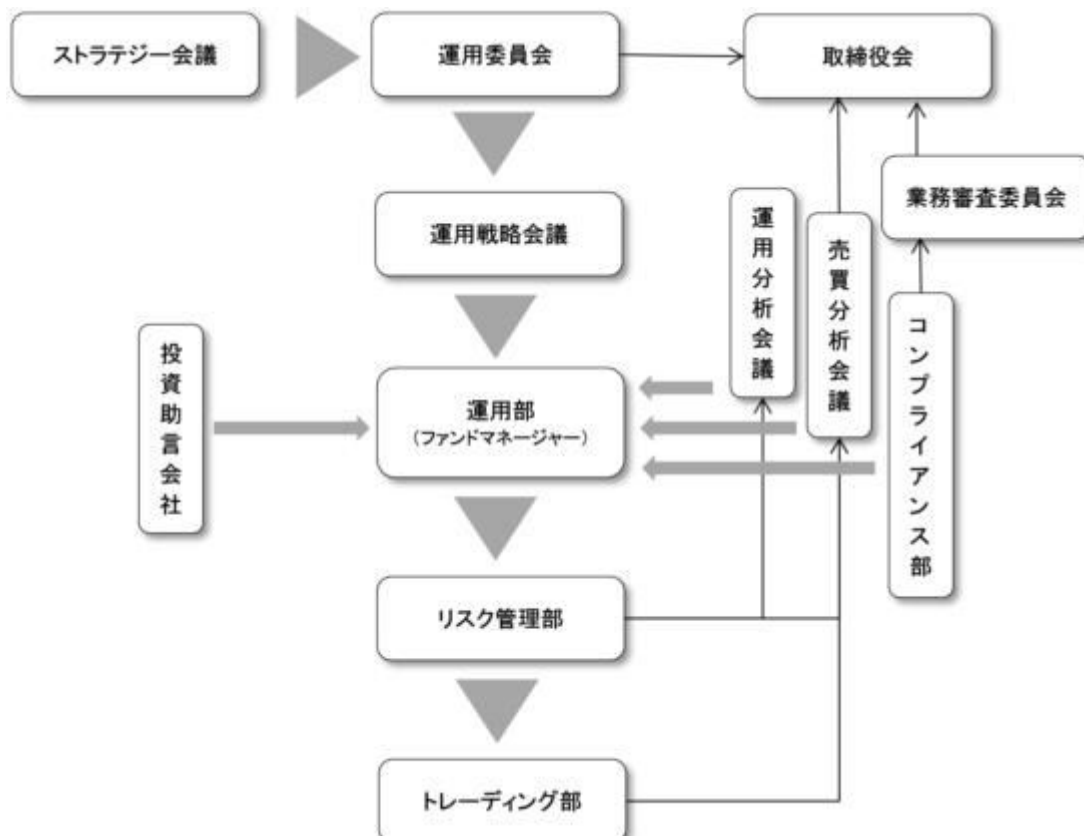 ストラテジー会議
運用委員会
取締役会
業務審査委員会
運用戦略会議
運用分析会議
売買分析会議
コンプライアンス部
投資助言会社
運用部
(ファンドマネージャー)
リスク管理部
トレーディング部